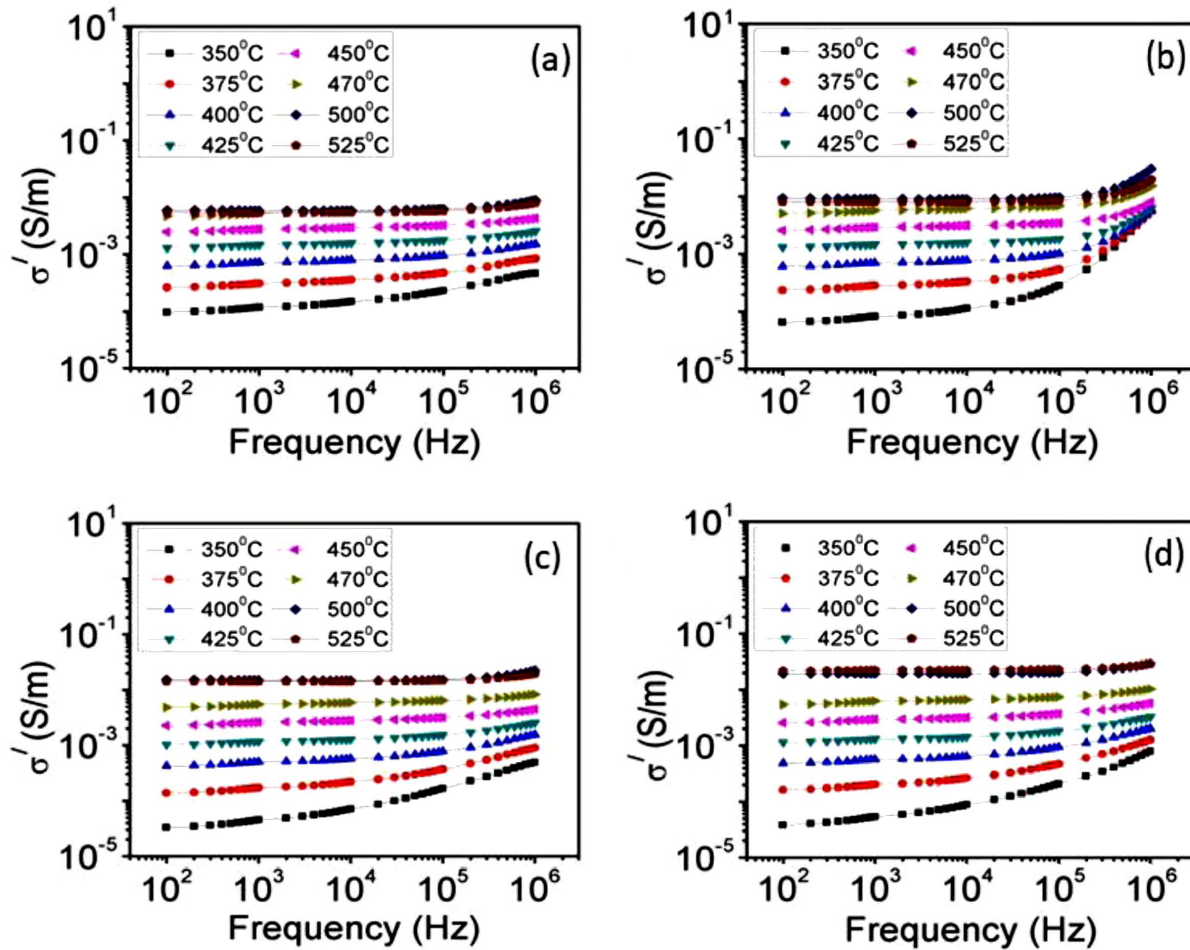 10¹
10⁻¹
10⁻³
10⁻⁵
σ′(S/m)
350⁰C 450⁰C
375⁰C 470⁰C
400⁰C 500⁰C
425⁰C 525⁰C
(a)
10² 10³ 10⁴ 10⁵ 10⁶
Frequency (Hz)
10¹
10⁻¹
10⁻³
10⁻⁵
σ′(S/m)
350⁰C 450⁰C
375⁰C 470⁰C
400⁰C 500⁰C
425⁰C 525⁰C
(b)
10² 10³ 10⁴ 10⁵ 10⁶
Frequency (Hz)
10¹
10⁻¹
10⁻³
10⁻⁵
σ′(S/m)
350⁰C 450⁰C
375⁰C 470⁰C
400⁰C 500⁰C
425⁰C 525⁰C
(c)
10² 10³ 10⁴ 10⁵ 10⁶
Frequency (Hz)
10¹
10⁻¹
10⁻³
10⁻⁵
σ′(S/m)
350⁰C 450⁰C
375⁰C 470⁰C
400⁰C 500⁰C
425⁰C 525⁰C
(d)
10² 10³ 10⁴ 10⁵ 10⁶
Frequency (Hz)